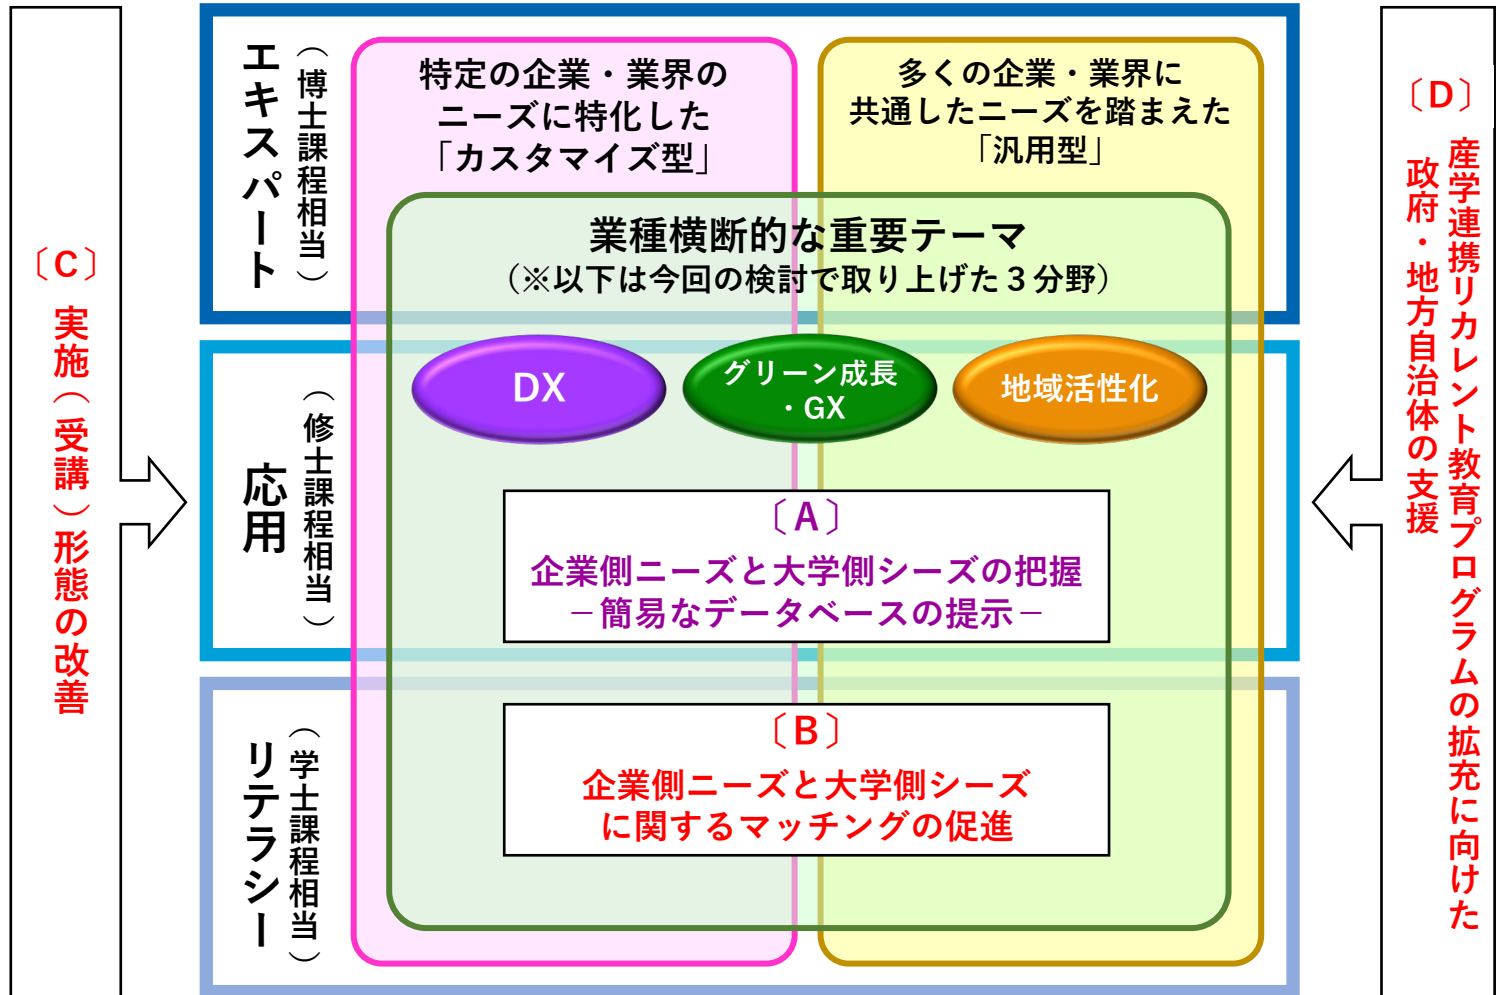 〔C〕
実施（受講）形態の改善
エキスパート
（博士課程相当）
特定の企業・業界の
ニーズに特化した
「カスタマイズ型」
多くの企業・業界に
共通したニーズを踏まえた
「汎用型」
業種横断的な重要テーマ
（※以下は今回の検討で取り上げた３分野）
DX
グリーン成長
・GX
地域活性化
応用
（修士課程相当）
〔A〕
企業側ニーズと大学側シーズの把握
－簡易なデータベースの提示－
リテラシー
（学士課程相当）
〔B〕
企業側ニーズと大学側シーズ
に関するマッチングの促進
〔D〕
産学連携リカレント教育プログラムの拡充に向けた
政府・地方自治体の支援